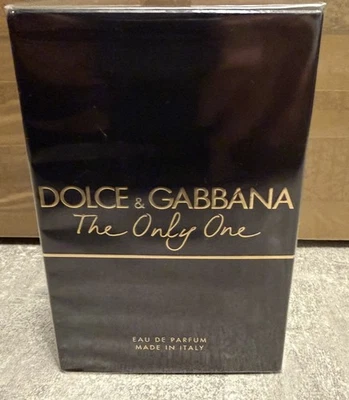 DOLCE & GABBANA
The Only One
EAU DE PARFUM
MADE IN ITALY